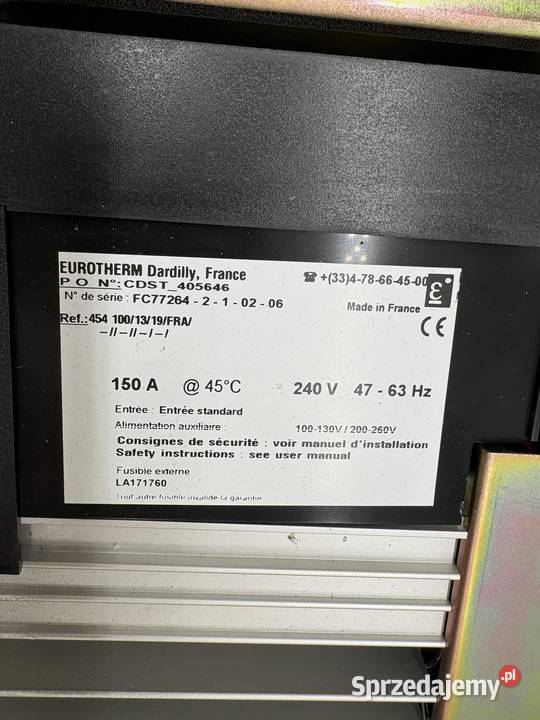 EUROTHERM Dardilly, France
☎ +(33)4-78-66-45-00
P O N°:CDST_405646
N° de série : FC77264 - 2 - 1 - 02 - 06
Made in France
Ref.:454 100/13/19/FRA/
–//–//–/–/
CE
150 A @ 45°C 240 V 47 - 63 Hz
Entrée : Entrée standard
Alimentation auxiliaire : 100-130V / 200-260V
Consignes de sécurité : voir manuel d'installation
Safety instructions : see user manual
Fusible externe
LA171760
Tout autre fusible invalide la garantie
Sprzedajemy.pl